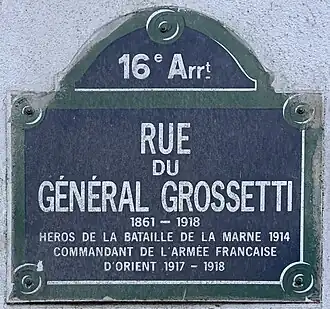 16e Arrt
RUE
DU
GÉNÉRAL GROSSETTI
1861 - 1918
HEROS DE LA BATAILLE DE LA MARNE 1914
COMMANDANT DE L'ARMÉE FRANCAISE
D'ORIENT 1917 - 1918